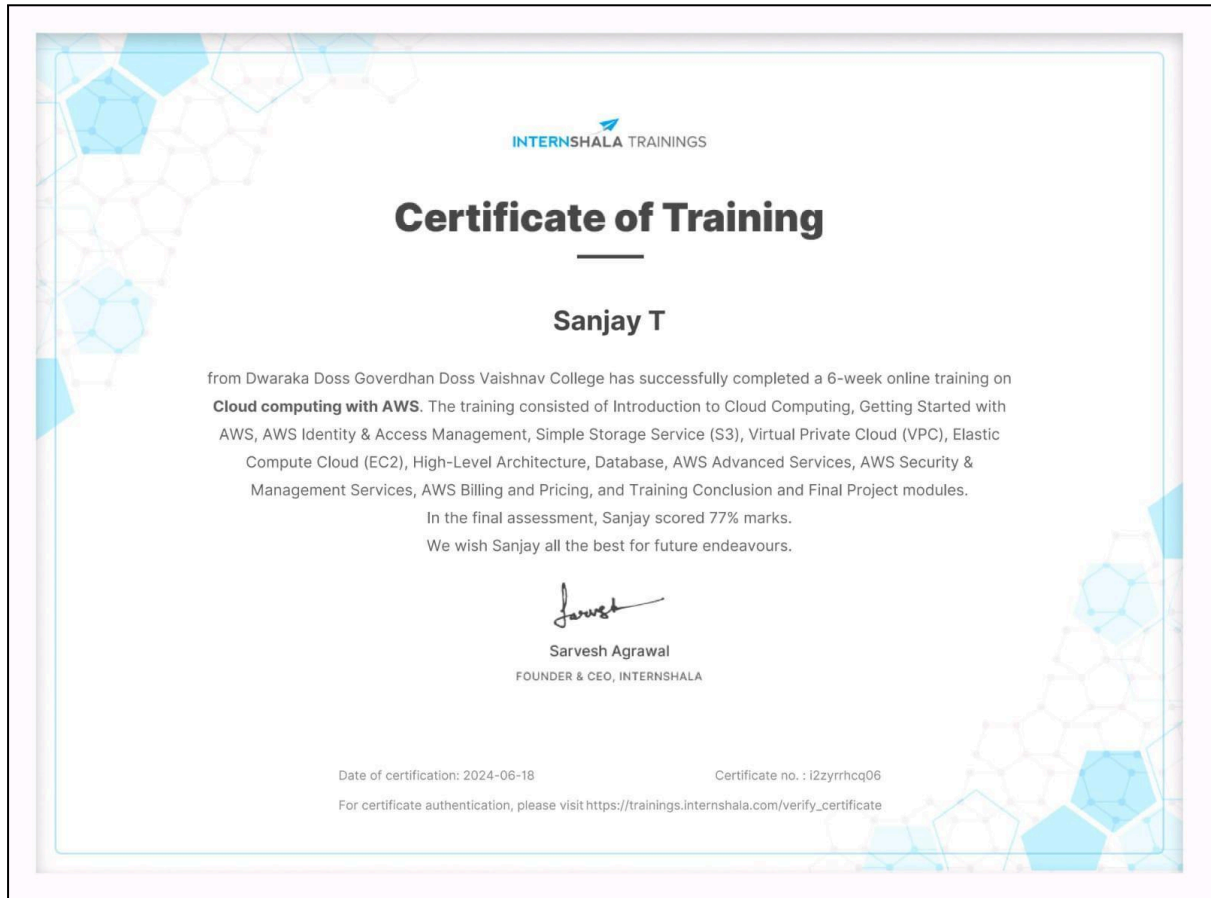 INTERNSHALA TRAININGS
Certificate of Training
Sanjay T
from Dwaraka Doss Goverdhan Doss Vaishnav College has successfully completed a 6-week online training on
Cloud computing with AWS. The training consisted of Introduction to Cloud Computing, Getting Started with
AWS, AWS Identity & Access Management, Simple Storage Service (S3), Virtual Private Cloud (VPC), Elastic
Compute Cloud (EC2), High-Level Architecture, Database, AWS Advanced Services, AWS Security &
Management Services, AWS Billing and Pricing, and Training Conclusion and Final Project modules.
In the final assessment, Sanjay scored 77% marks.
We wish Sanjay all the best for future endeavours.
Sarvesh Agrawal
FOUNDER & CEO, INTERNSHALA
Date of certification: 2024-06-18 Certificate no. : i2zyrrhcq06
For certificate authentication, please visit https://trainings.internshala.com/verify_certificate